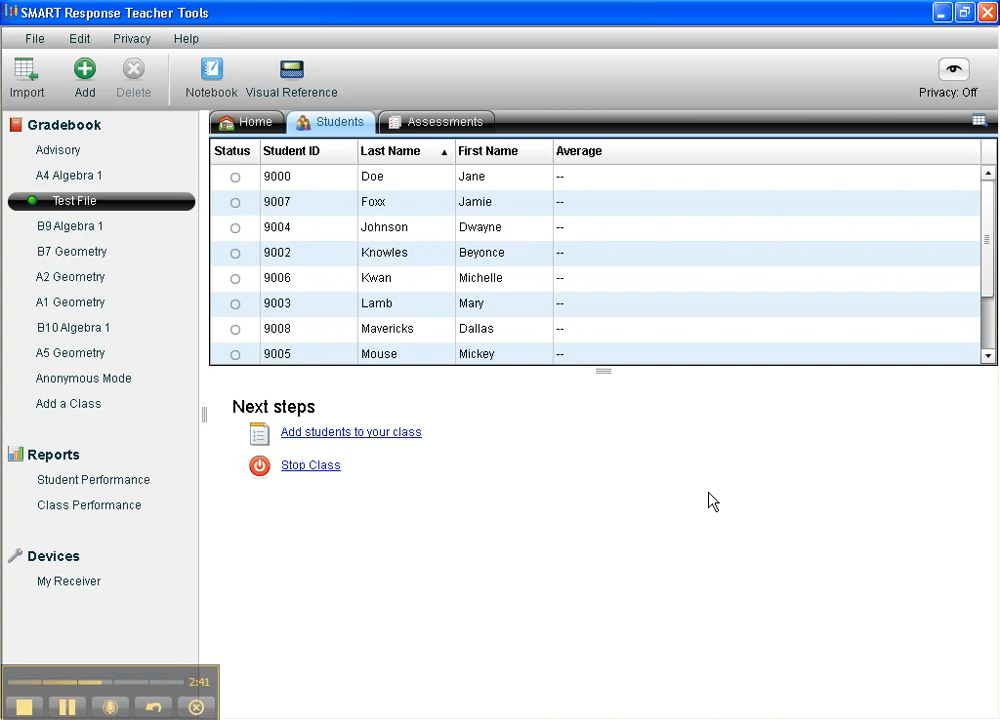 SMART Response Teacher Tools
File Edit Privacy Help
Import Add Delete Notebook Visual Reference Privacy: Off
Gradebook
Advisory
A4 Algebra 1
Test File
B9 Algebra 1
B7 Geometry
A2 Geometry
A1 Geometry
B10 Algebra 1
A5 Geometry
Anonymous Mode
Add a Class
Reports
Student Performance
Class Performance
Devices
My Receiver
Home Students Assessments
Status Student ID Last Name First Name Average
9000 Doe Jane --
9007 Foxx Jamie --
9004 Johnson Dwayne --
9002 Knowles Beyonce --
9006 Kwan Michelle --
9003 Lamb Mary --
9008 Mavericks Dallas --
9005 Mouse Mickey --
Next steps
Add students to your class
Stop Class
2:41